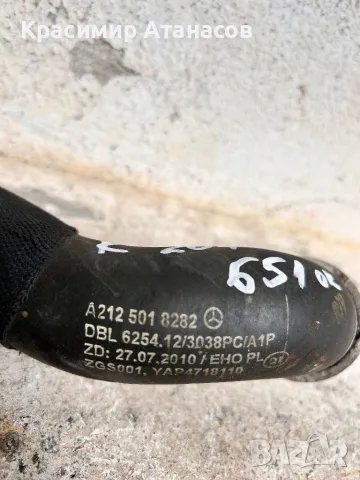 Красимир Атанасов
651
A212 501 8282
DBL 6254.12/3038PC/A1P
ZD: 27.07.2010 / EHO PL
ZGS001, YAP4718110
BAZAR